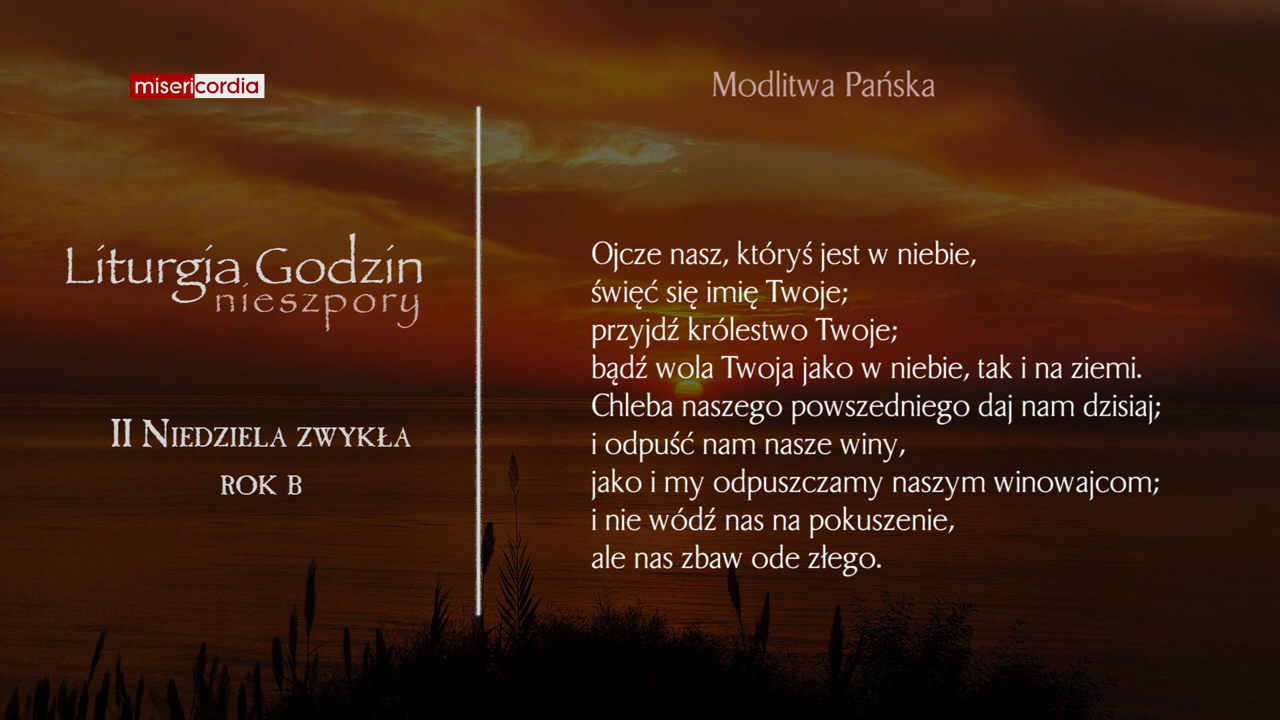 misericordia
Liturgia Godzin
nieszpory
II Niedziela zwykła
rok B
Modlitwa Pańska
Ojcze nasz, któryś jest w niebie,
święć się imię Twoje;
przyjdź królestwo Twoje;
bądź wola Twoja jako w niebie, tak i na ziemi.
Chleba naszego powszedniego daj nam dzisiaj;
i odpuść nam nasze winy,
jako i my odpuszczamy naszym winowajcom;
i nie wódź nas na pokuszenie,
ale nas zbaw ode złego.